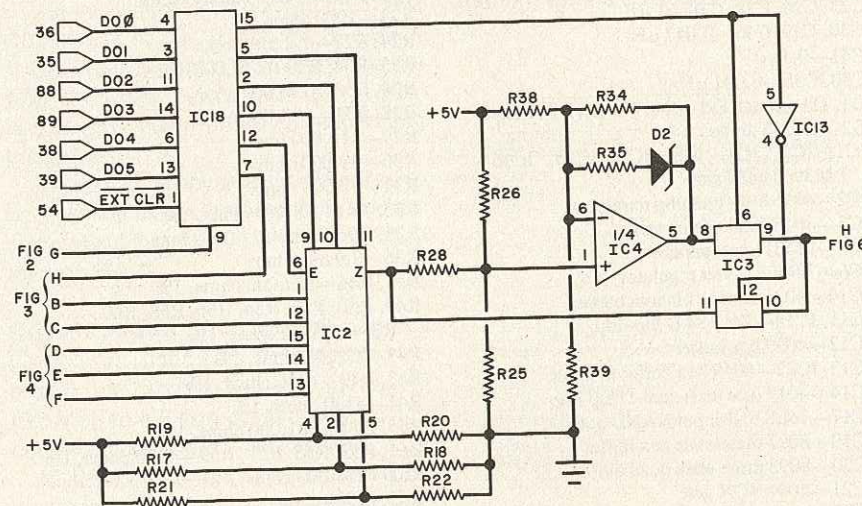 36 DO0 4 15
35 DO1 3 5
88 DO2 11 2
89 DO3 14 10
38 DO4 6 12
39 DO5 13 7
54 EXT CLR 1
IC18
9
FIG 2 G
FIG 3 H B C
FIG 4 D E F
9 10 11
6 E Z
1
12
15
14
13
IC2
4 2 5
+5V R19 R20
R17 R18
R21 R22
R28
+5V R38 R34
R35 D2
R26
6 −
1 +
1/4 IC4
5
R25
R39
5
IC13
4
6
8 9
IC3
12
11 10
H
FIG 6